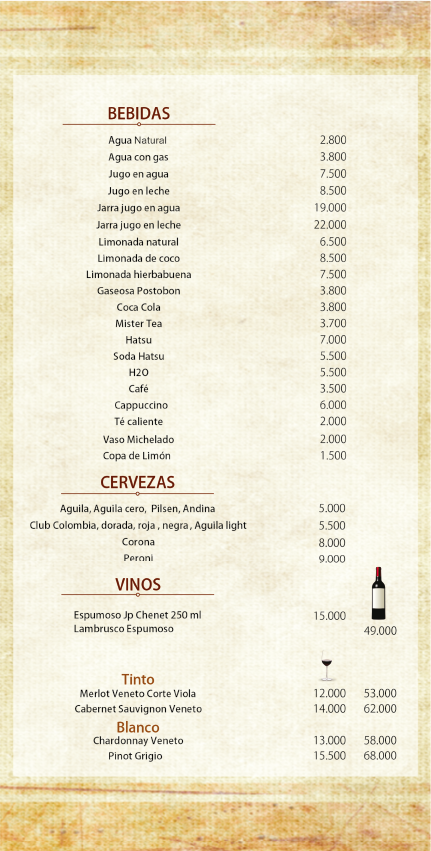 BEBIDAS
Agua Natural 2.800
Agua con gas 3.800
Jugo en agua 7.500
Jugo en leche 8.500
Jarra jugo en agua 19.000
Jarra jugo en leche 22.000
Limonada natural 6.500
Limonada de coco 8.500
Limonada hierbabuena 7.500
Gaseosa Postobon 3.800
Coca Cola 3.800
Mister Tea 3.700
Hatsu 7.000
Soda Hatsu 5.500
H2O 5.500
Café 3.500
Cappuccino 6.000
Té caliente 2.000
Vaso Michelado 2.000
Copa de Limón 1.500
CERVEZAS
Aguila, Aguila cero, Pilsen, Andina 5.000
Club Colombia, dorada, roja , negra , Aguila light 5.500
Corona 8.000
Peroni 9.000
VINOS
Espumoso Jp Chenet 250 ml 15.000
Lambrusco Espumoso 49.000
Tinto
Merlot Veneto Corte Viola 12.000 53.000
Cabernet Sauvignon Veneto 14.000 62.000
Blanco
Chardonnay Veneto 13.000 58.000
Pinot Grigio 15.500 68.000